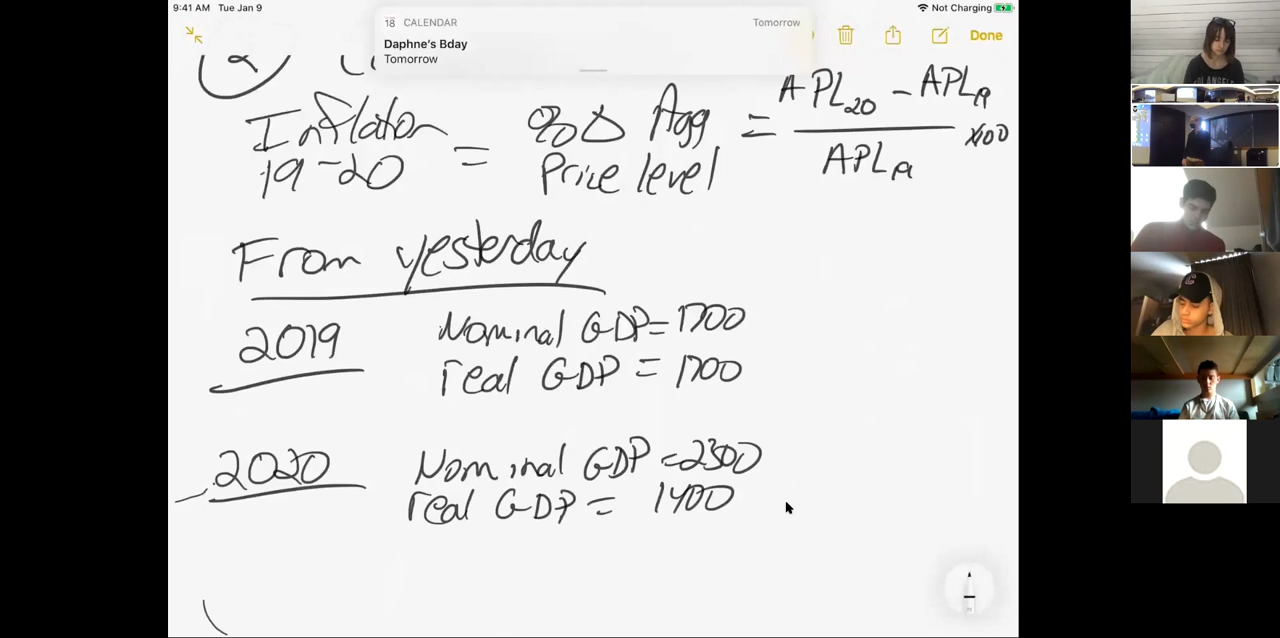 9:41 AM Tue Jan 9
Not Charging
18 CALENDAR Tomorrow
Daphne's Bday
Tomorrow
Done
Inflation 19-20 = %Δ Agg Price level = APL20 - APL19 / APL19 x100
From yesterday
2019 Nominal GDP = 1700
real GDP = 1700
2020 Nominal GDP = 2300
real GDP = 1400